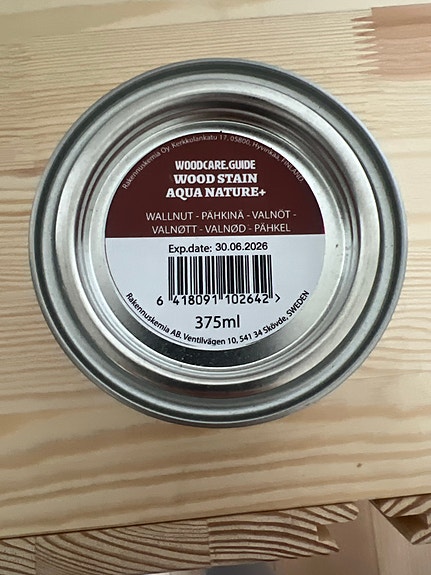 Rakennuskemia Oy. Kerkkolankatu 17, 05800, Hyvinkää, FINLAND
WOODCARE.GUIDE
WOOD STAIN
AQUA NATURE+
WALLNUT - PÄHKINÄ - VALNÖT -
VALNØTT - VALNØD - PÄHKEL
Exp.date: 30.06.2026
6 418091 102642 >
375ml
Rakennuskemia AB. Ventilvägen 10, 541 34 Skövde, SWEDEN